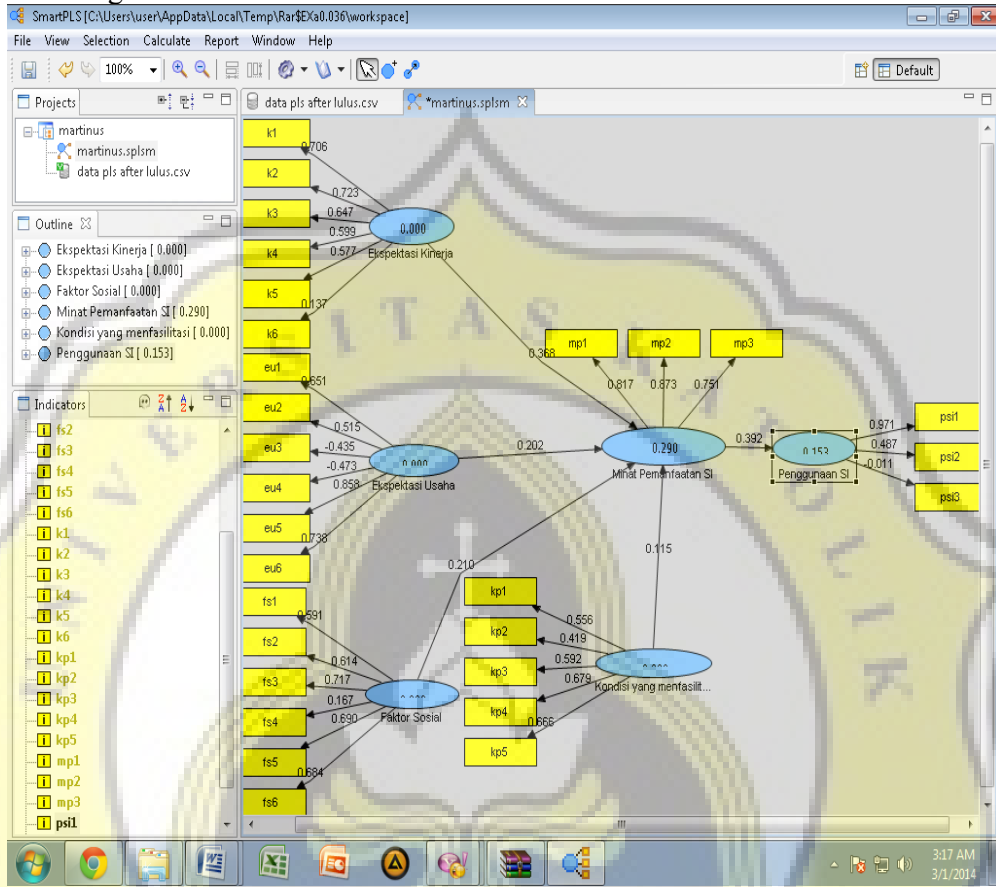 SmartPLS [C:\Users\user\AppData\Local\Temp\Rar$EXa0.036\workspace]
File View Selection Calculate Report Window Help
100%
Default
Projects
martinus
martinus.splsm
data pls after lulus.csv
Outline
Ekspektasi Kinerja [ 0.000]
Ekspektasi Usaha [ 0.000]
Faktor Sosial [ 0.000]
Minat Pemanfaatan SI [ 0.290]
Kondisi yang menfasilitasi [ 0.000]
Penggunaan SI [ 0.153]
Indicators
fs2
fs3
fs4
fs5
fs6
k1
k2
k3
k4
k5
k6
kp1
kp2
kp3
kp4
kp5
mp1
mp2
mp3
psi1
data pls after lulus.csv
*martinus.splsm
k1
0.706
k2
0.723
k3
0.647
0.599
k4
0.577
k5
0.137
k6
0.000
Ekspektasi Kinerja
0.368
eu1
0.651
eu2
0.515
eu3
-0.435
-0.473
eu4
0.858
eu5
0.738
eu6
0.000
Ekspektasi Usaha
0.202
fs1
0.591
fs2
0.614
fs3
0.717
0.167
fs4
0.690
fs5
0.684
fs6
Faktor Sosial
0.210
mp1
mp2
mp3
0.817
0.873
0.751
0.290
Minat Pemanfaatan SI
0.392
0.153
Penggunaan SI
0.971
psi1
0.487
psi2
-0.011
psi3
0.115
kp1
0.556
kp2
0.419
kp3
0.592
0.679
kp4
0.666
kp5
Kondisi yang menfasilit...
UNIVERSITAS KATOLIK
3:17 AM
3/1/2014